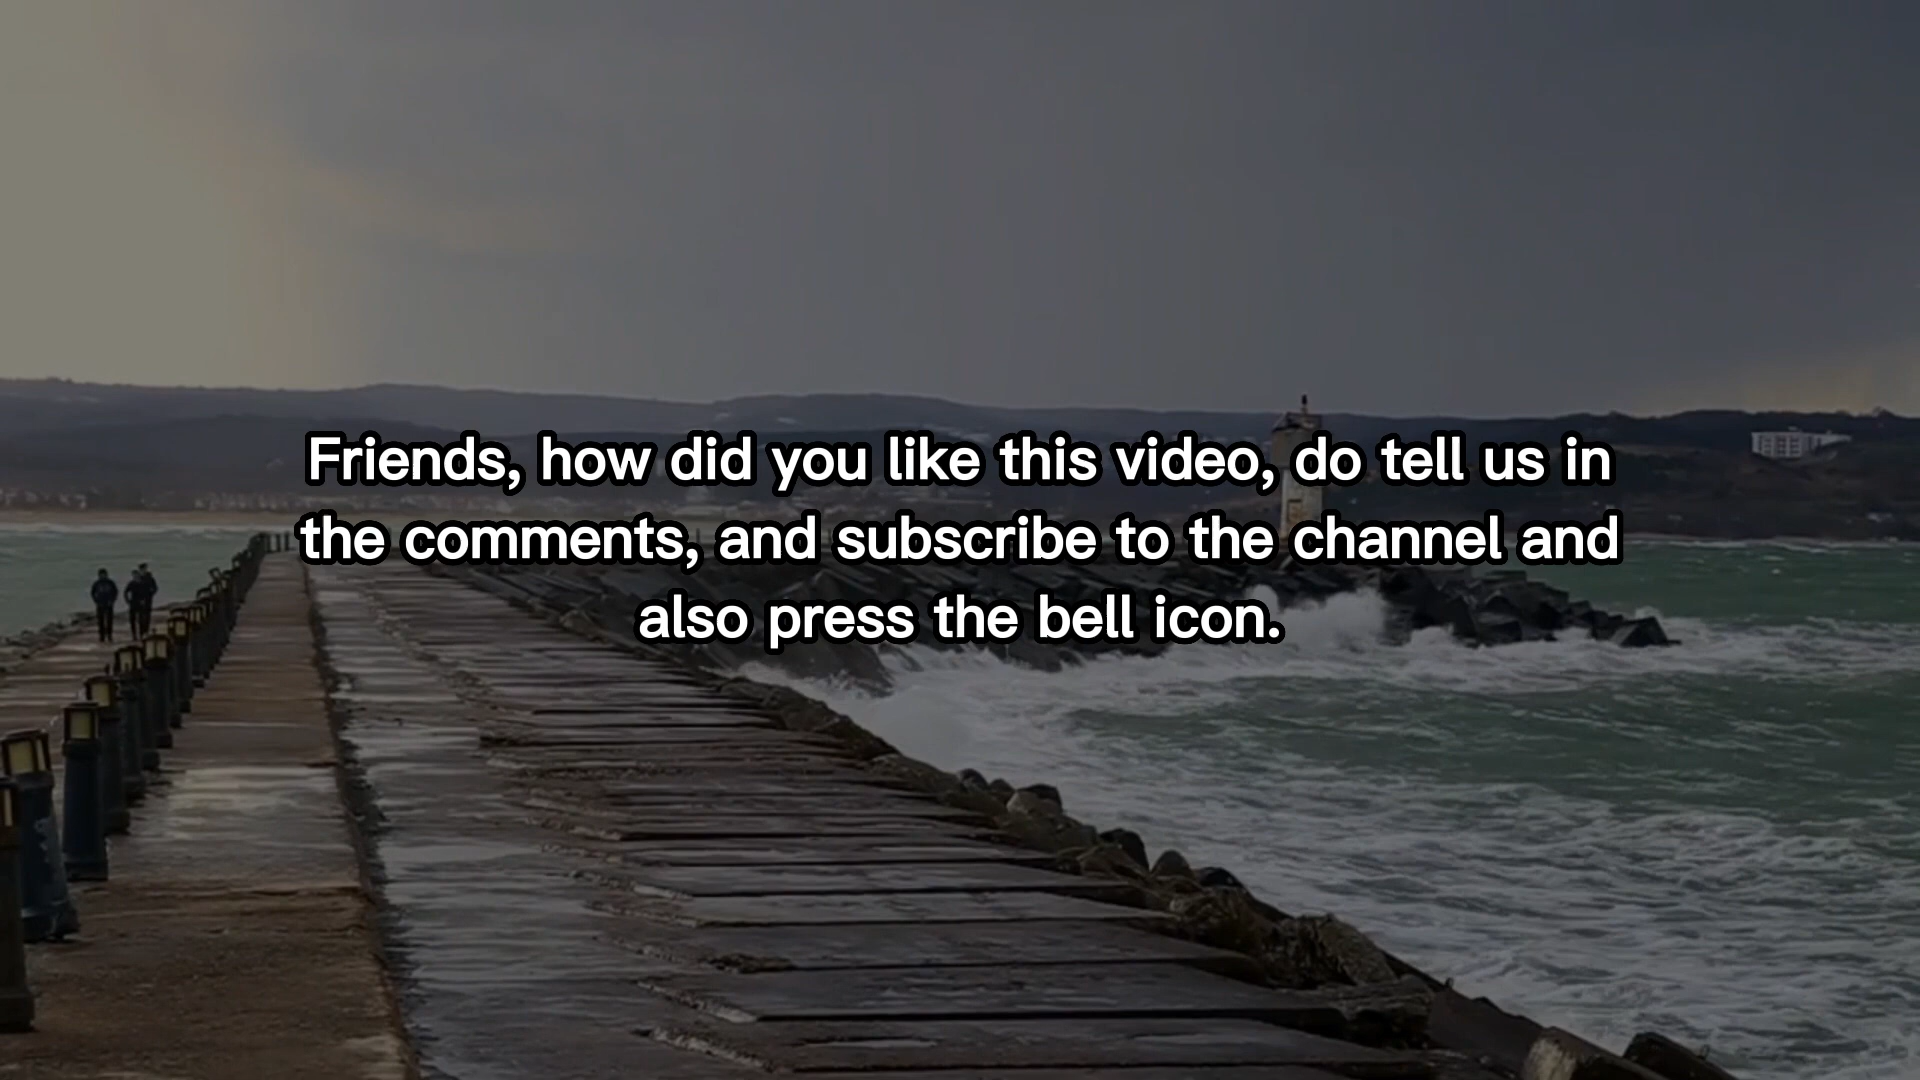 Friends, how did you like this video, do tell us in
the comments, and subscribe to the channel and
also press the bell icon.